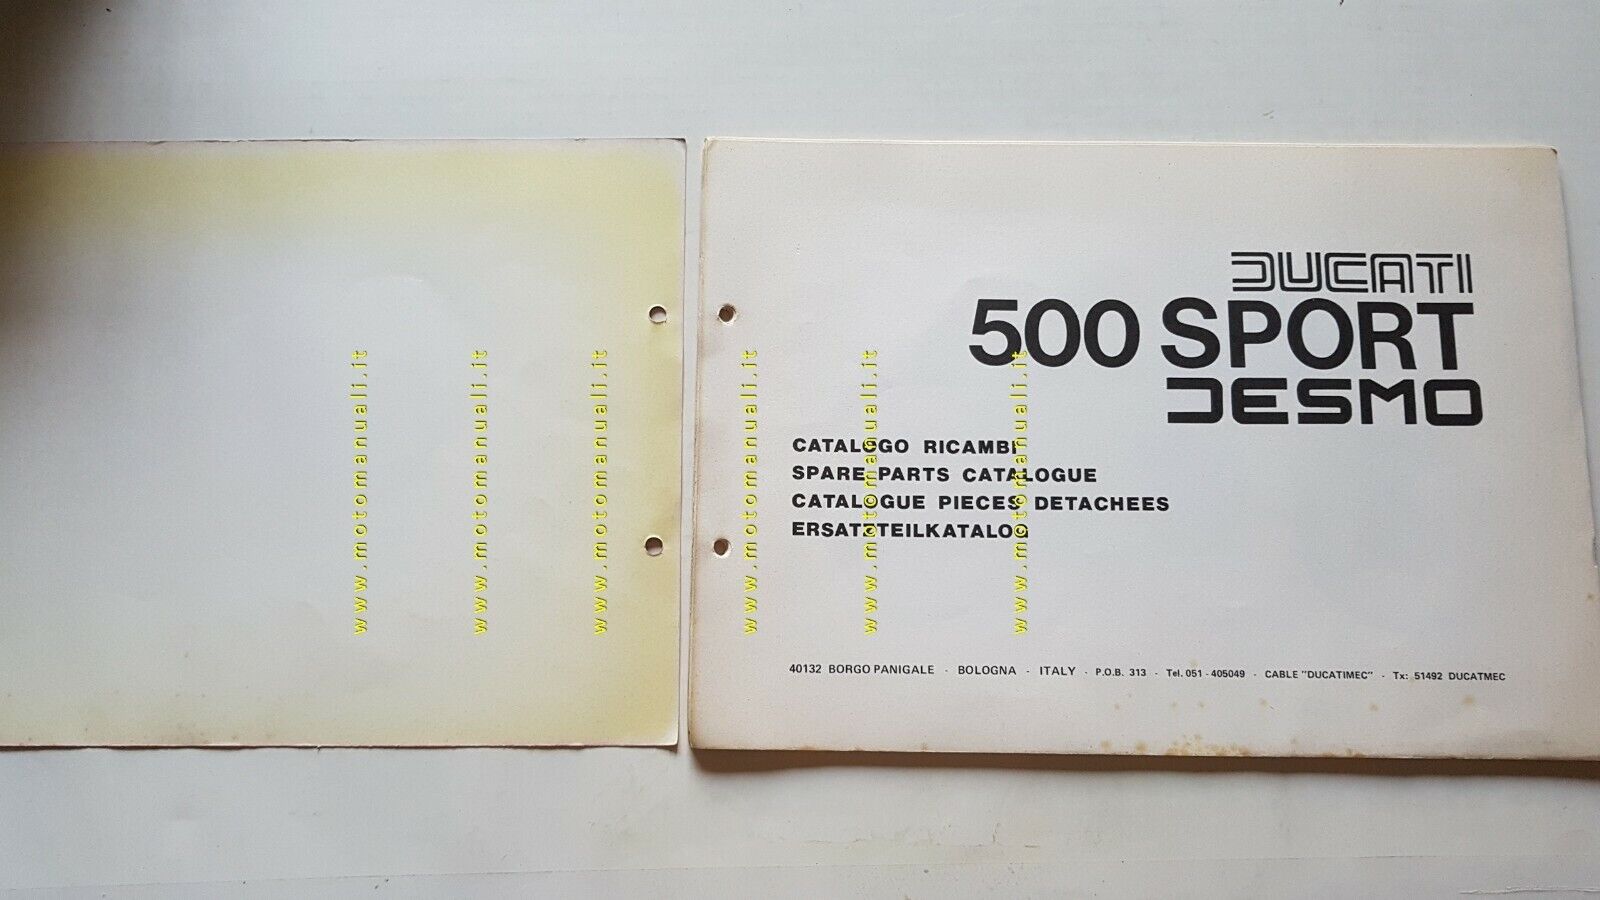 DUCATI
500 SPORT
DESMO
CATALOGO RICAMBI
SPARE PARTS CATALOGUE
CATALOGUE PIECES DETACHEES
ERSATZTEILKATALOG
40132 BORGO PANIGALE - BOLOGNA - ITALY - P.O.B. 313 - Tel. 051 - 405049 - CABLE "DUCATIMEC" - Tx: 51492 DUCATMEC
www.motomanuali.it
www.motomanuali.it
www.motomanuali.it
www.motomanuali.it
www.motomanuali.it
www.motomanuali.it